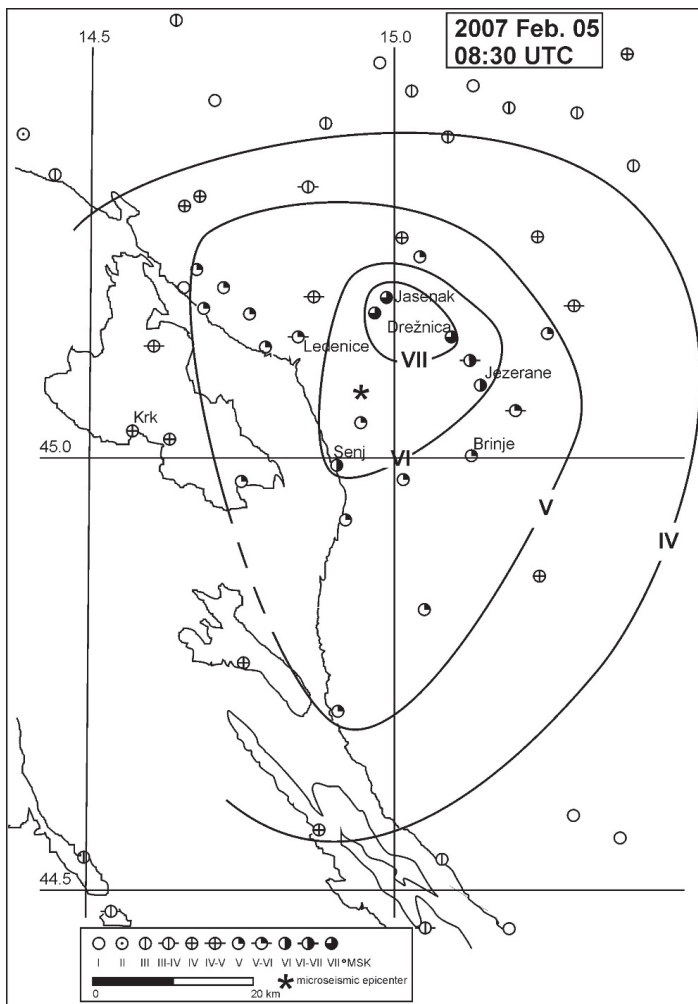 2007 Feb. 05
08:30 UTC
14.5
15.0
Jasenak
Drežnica
Ledenice
VII
Jezerane
Krk
45.0
Senj
VI
Brinje
V
IV
44.5
I II III III-IV IV IV-V V V-VI VI VI-VII VII °MSK
0 20 km
* microseismic epicenter